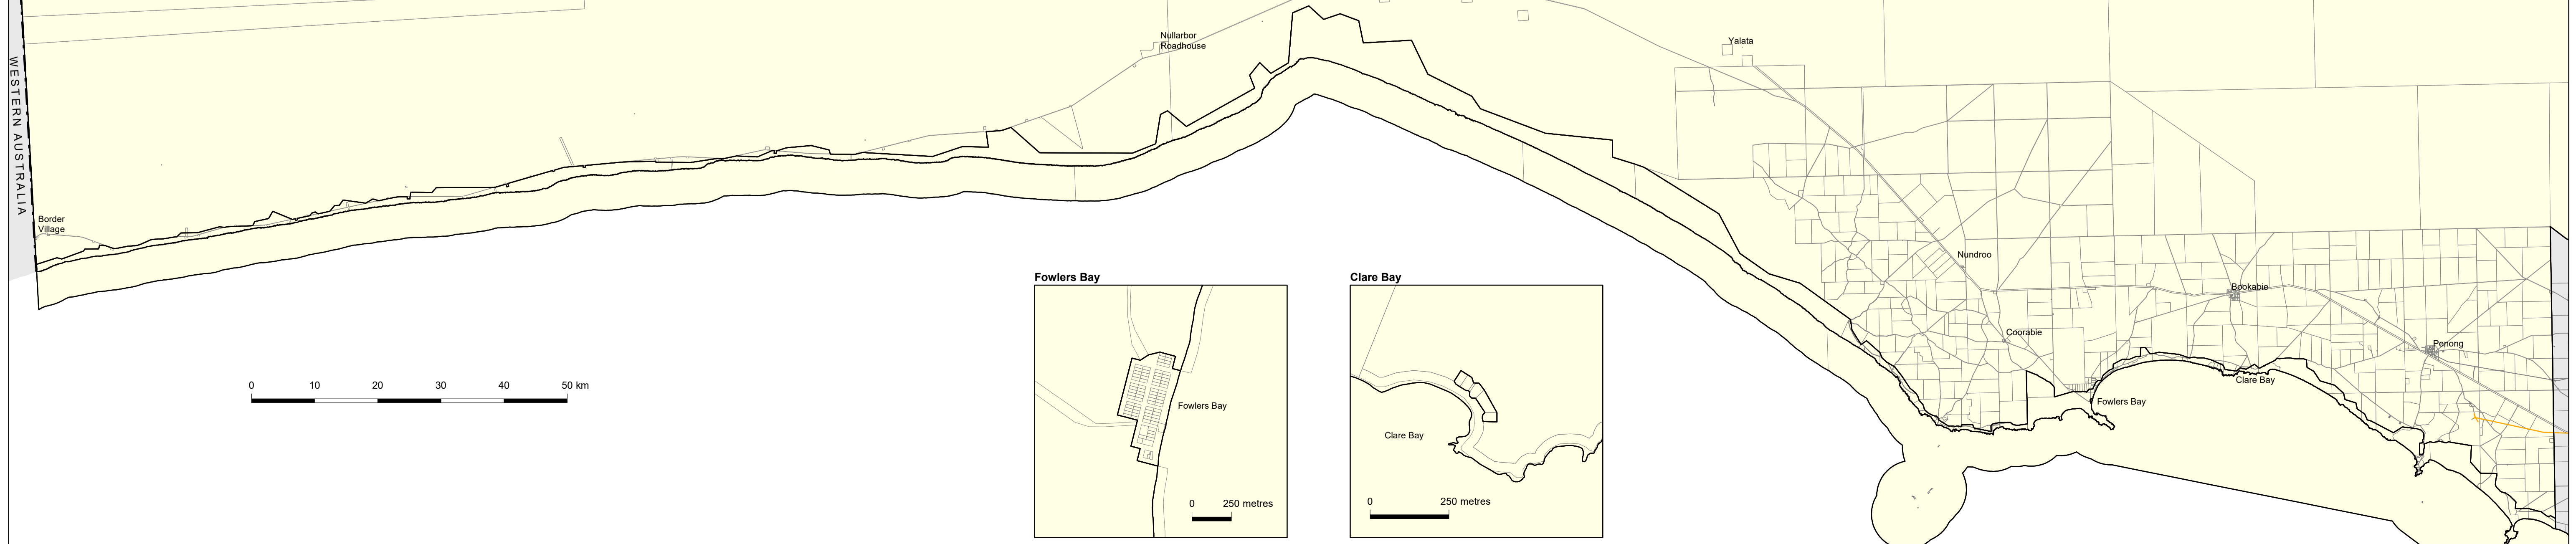 Nullarbor
Roadhouse
Yalata
WESTERN AUSTRALIA
Border
Village
Nundroo
Fowlers Bay
Clare Bay
Bookabie
Coorabie
Penong
Clare Bay
Fowlers Bay
0 10 20 30 40 50 km
Fowlers Bay
Clare Bay
0 250 metres
0 250 metres